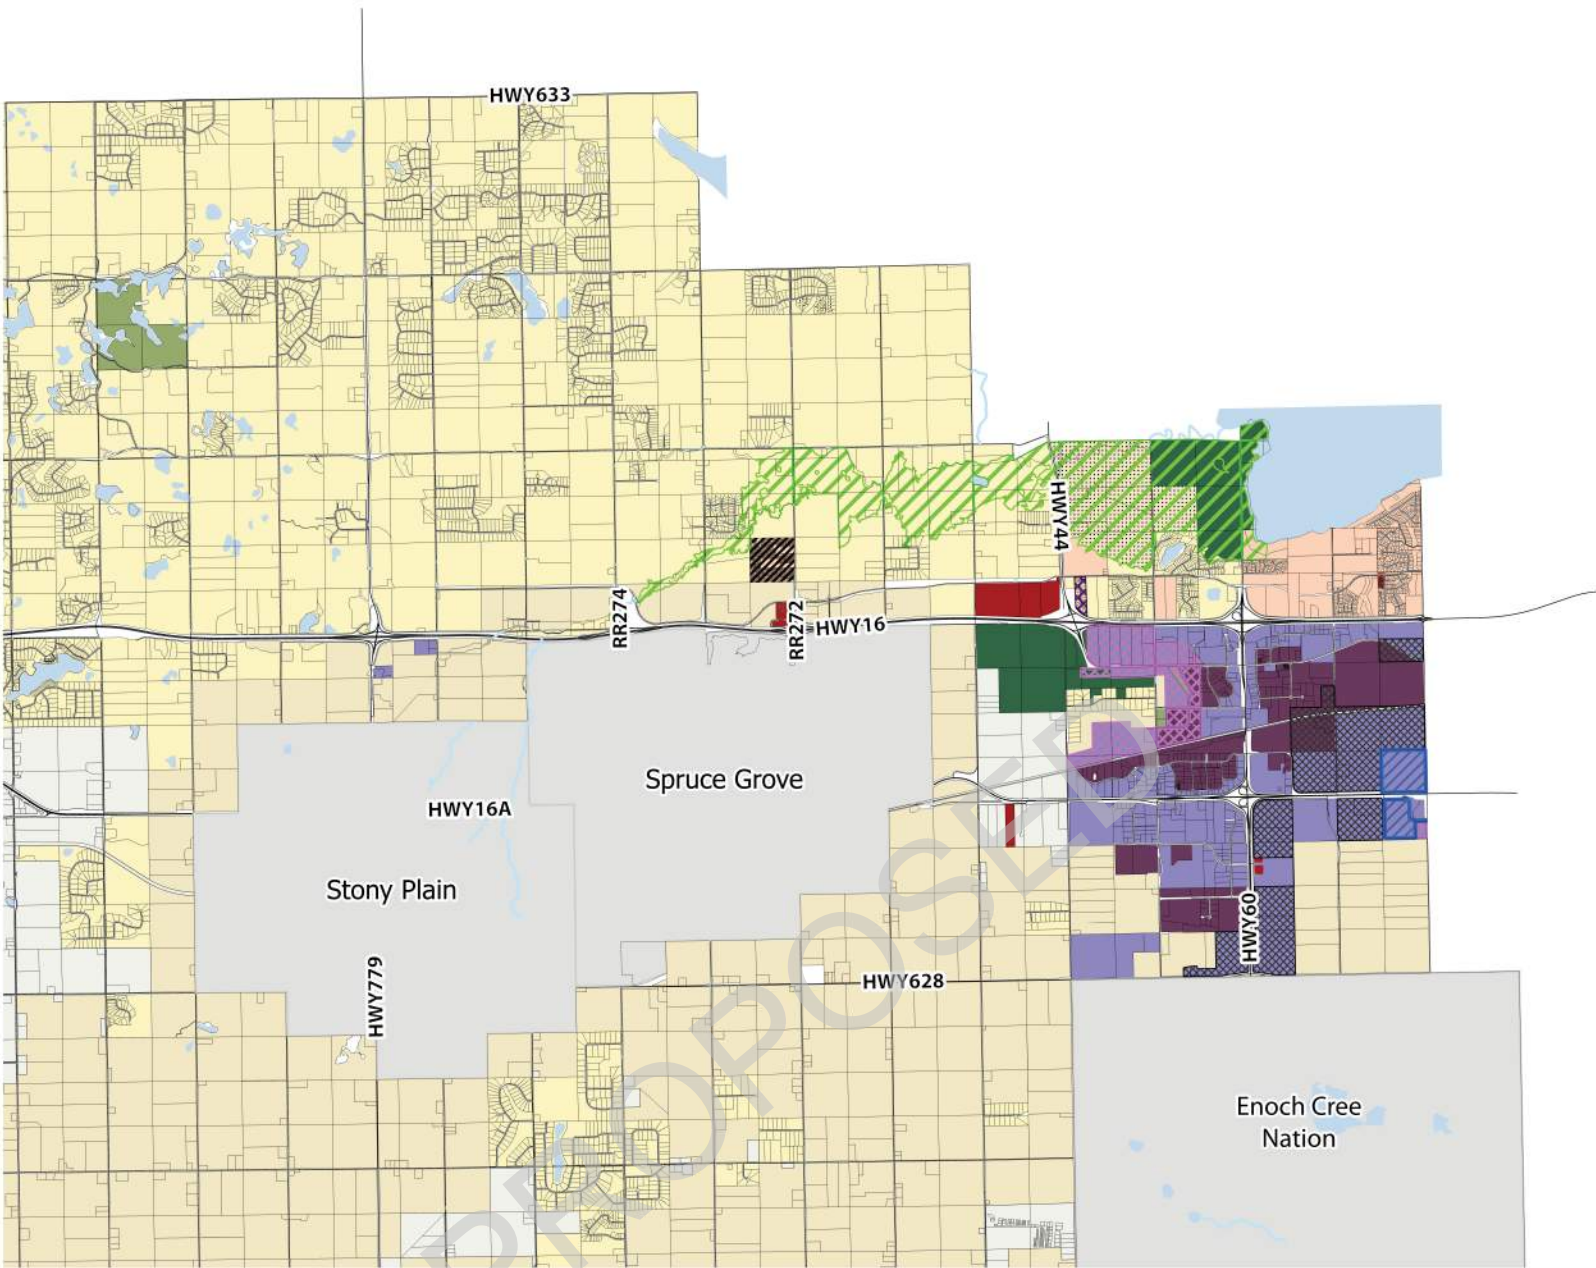 HWY633
HWY44
RR274
RR272
HWY16
Spruce Grove
HWY16A
Stony Plain
HWY60
HWY779
HWY628
PROPOSED
Enoch Cree
Nation